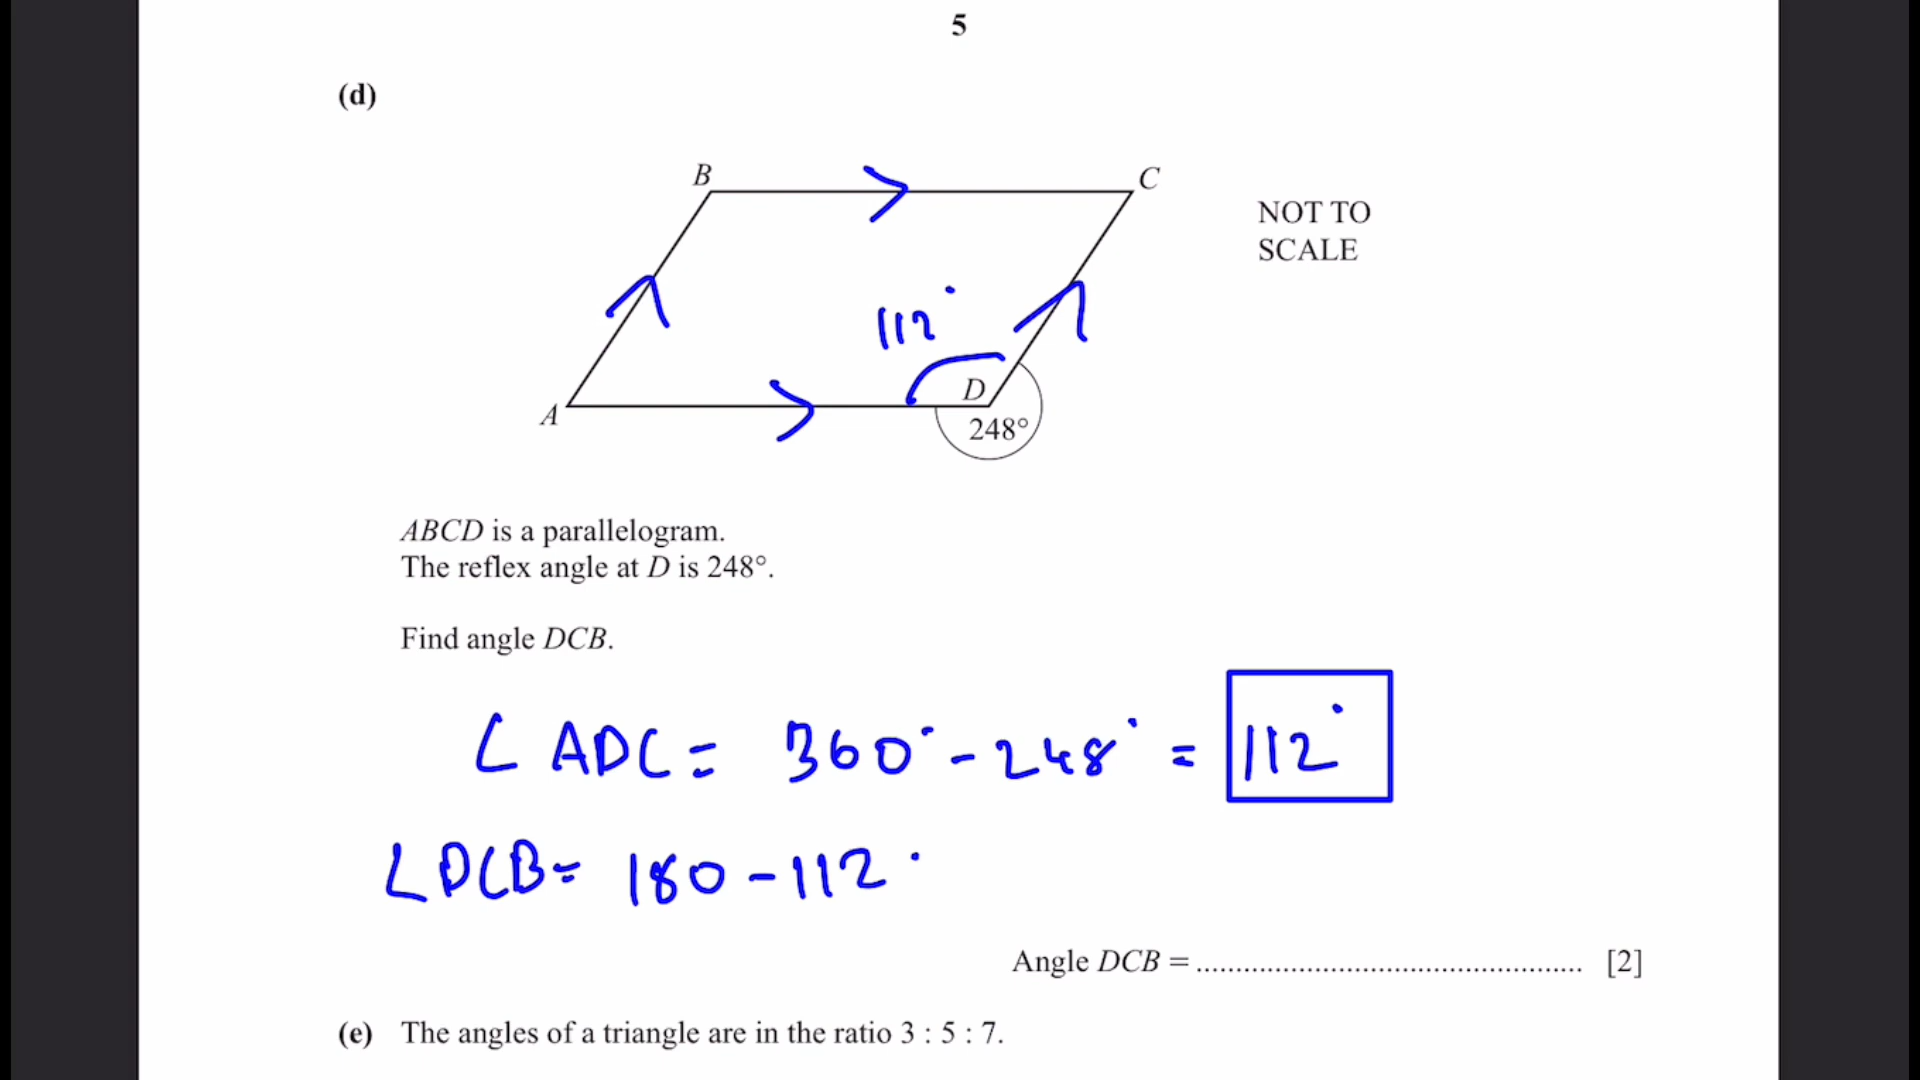 5
(d)
B
C
NOT TO
SCALE
112°
D
A
248°
ABCD is a parallelogram.
The reflex angle at D is 248°.
Find angle DCB.
∠ ADC = 360° - 248° = 112°
∠DCB = 180 - 112°
Angle DCB = ................................................ [2]
(e) The angles of a triangle are in the ratio 3 : 5 : 7.